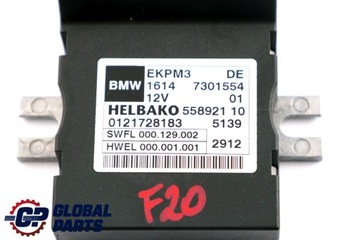 BMW EKPM3 DE
1614 7301554
12V 01
HELBAKO 558921 10
0121728183 5139
SWFL 000.129.002
HWEL 000.001.001 2912
F20
GP GLOBAL PARTS